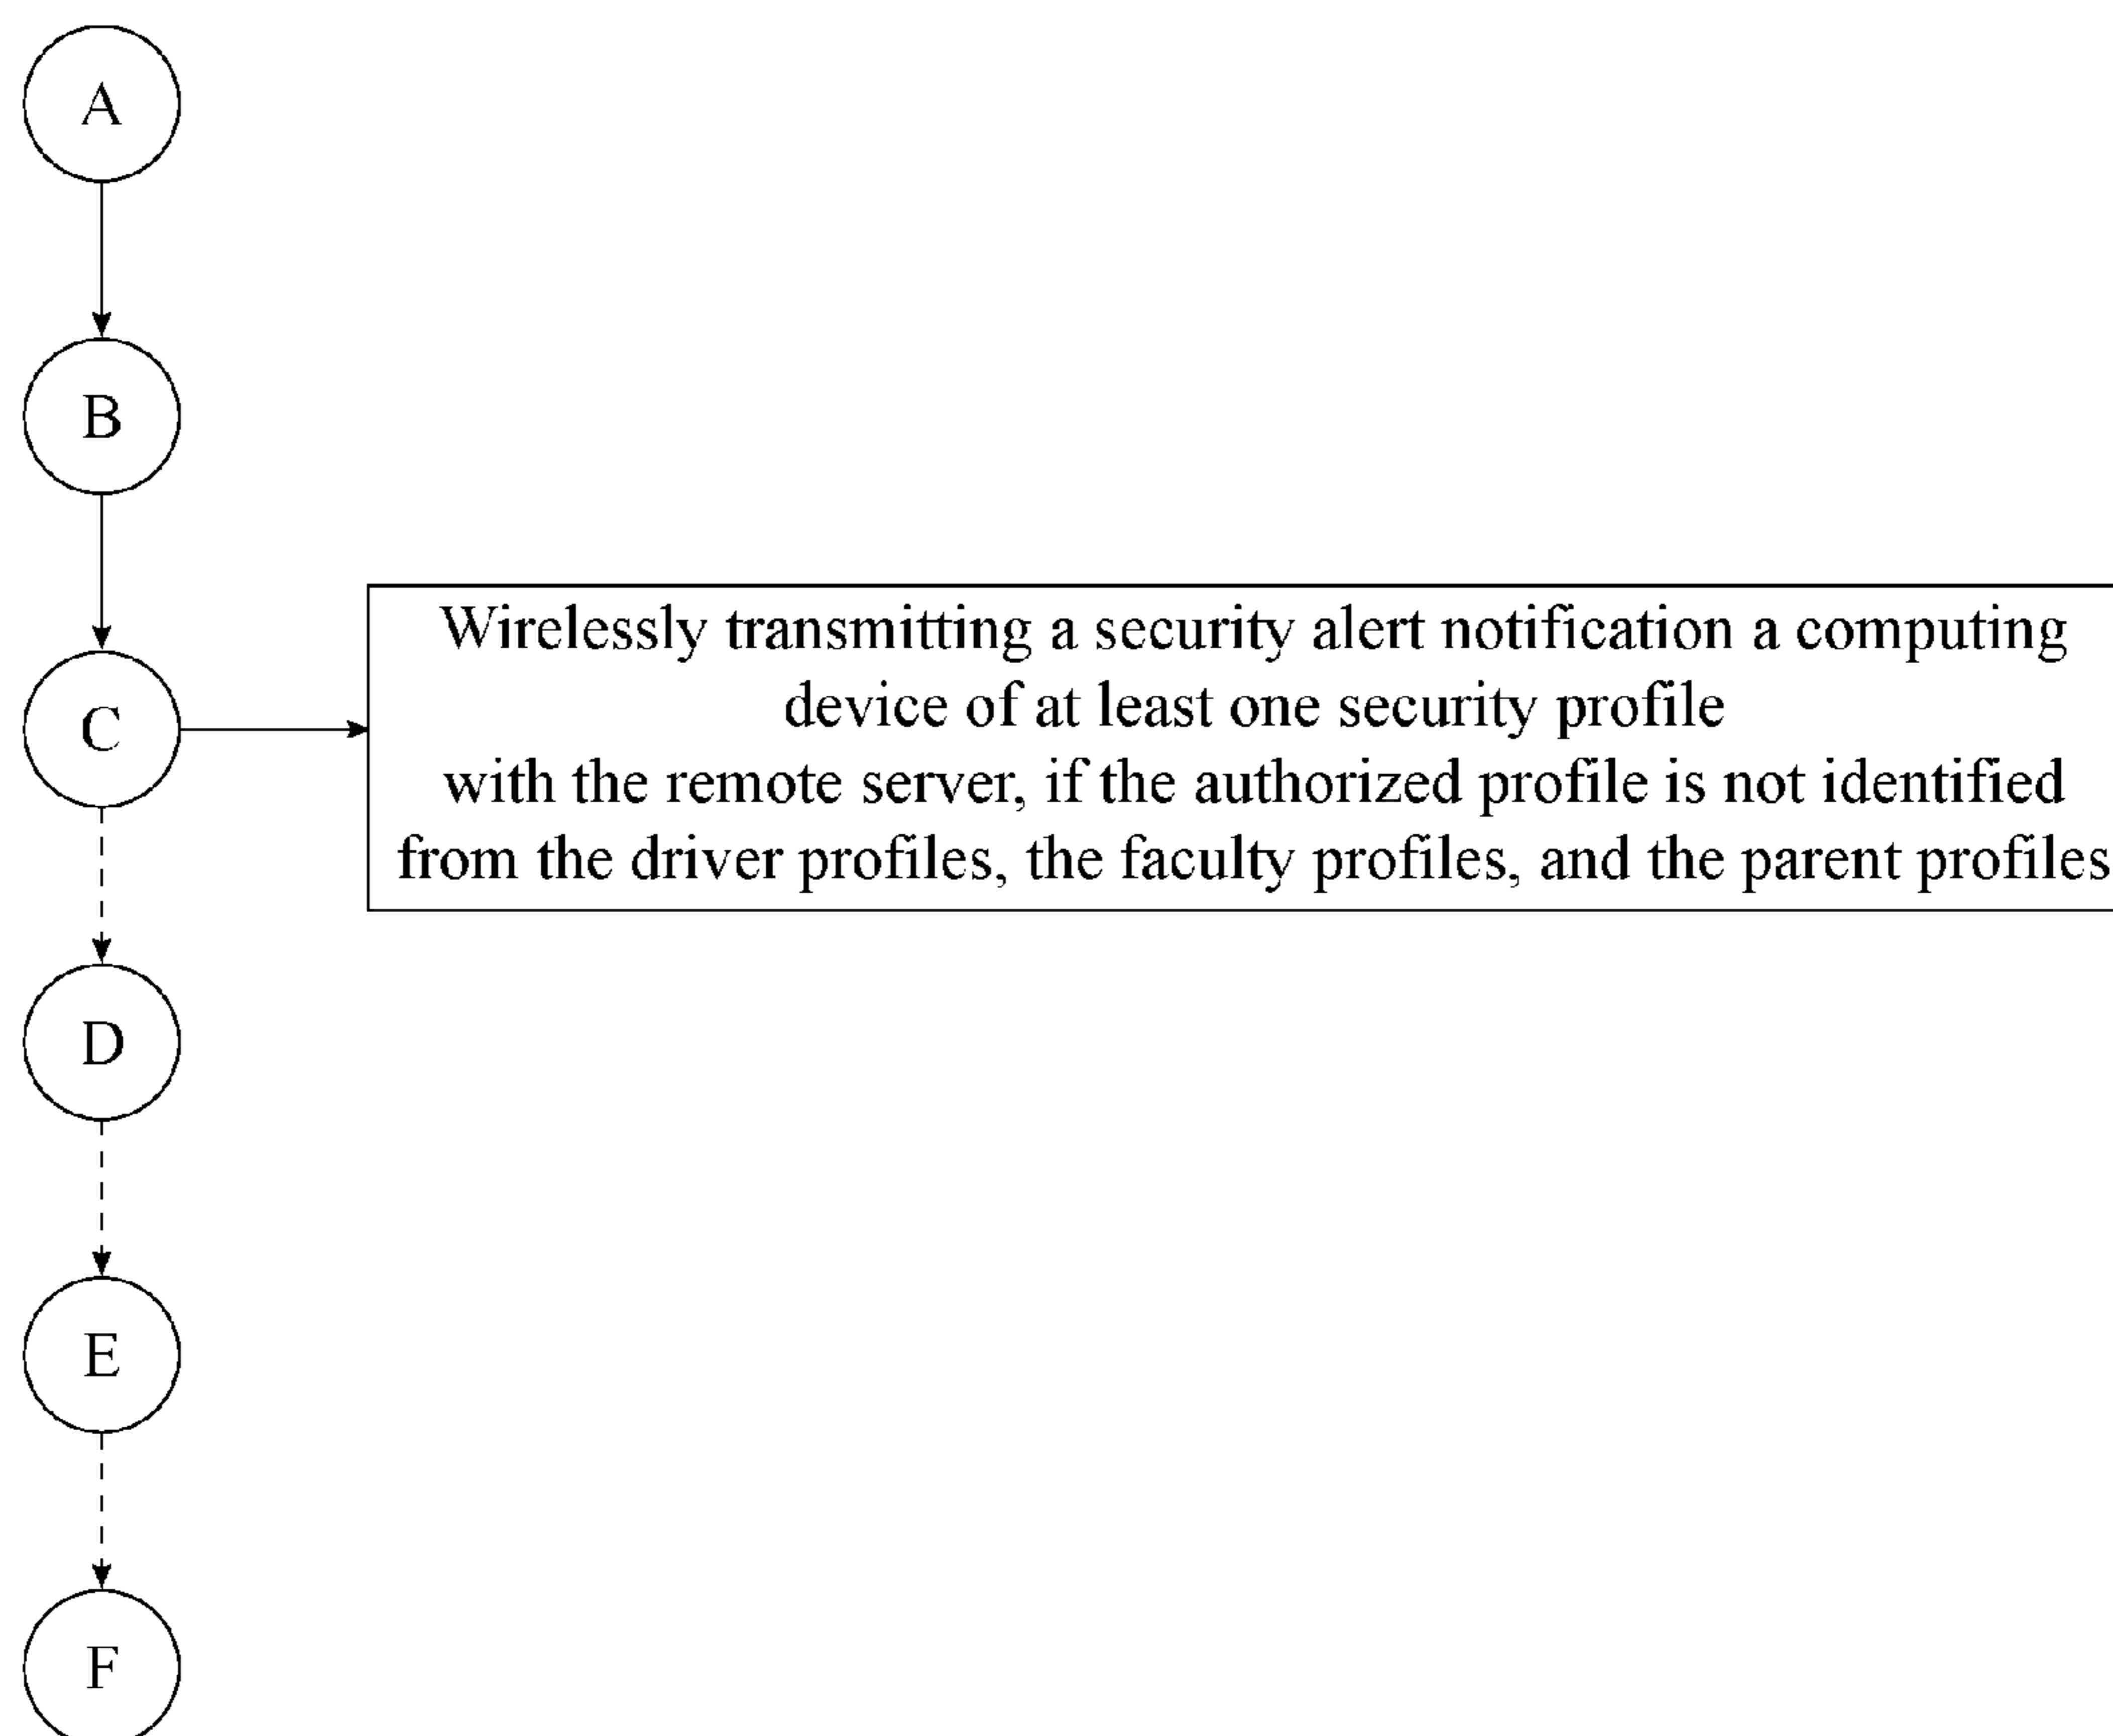 A
B
C
Wirelessly transmitting a security alert notification a computing
device of at least one security profile
with the remote server, if the authorized profile is not identified
from the driver profiles, the faculty profiles, and the parent profiles
D
E
F